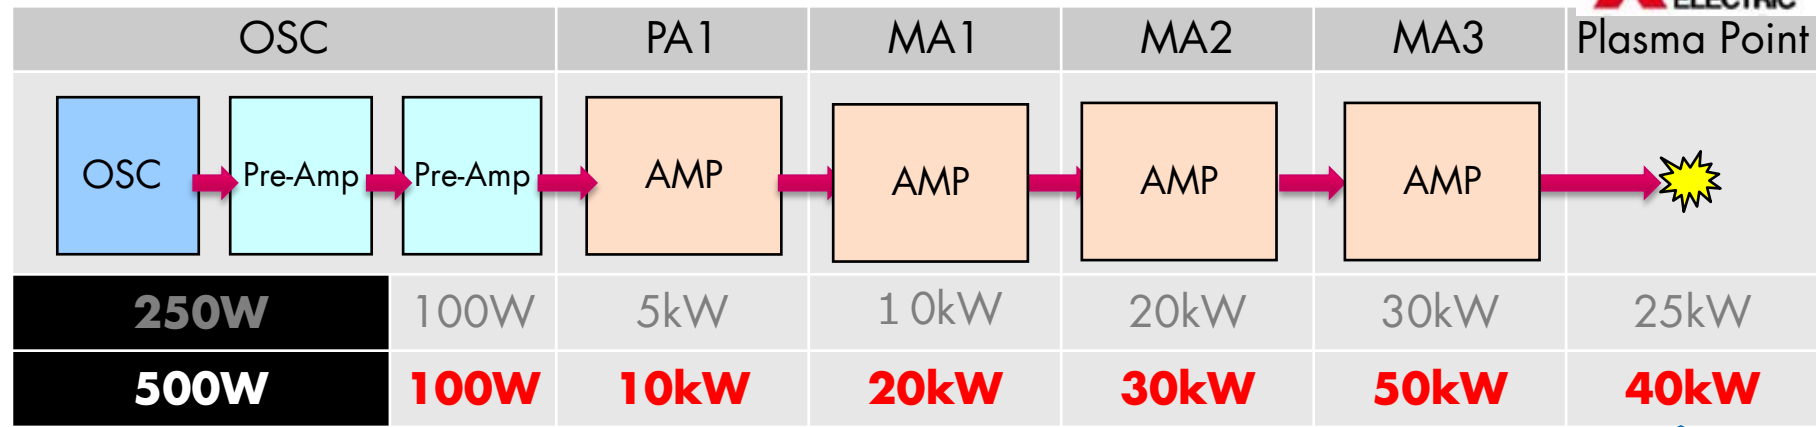 ELECTRIC
OSC PA1 MA1 MA2 MA3 Plasma Point
OSC Pre-Amp Pre-Amp AMP AMP AMP AMP
250W 100W 5kW 1 0kW 20kW 30kW 25kW
500W 100W 10kW 20kW 30kW 50kW 40kW